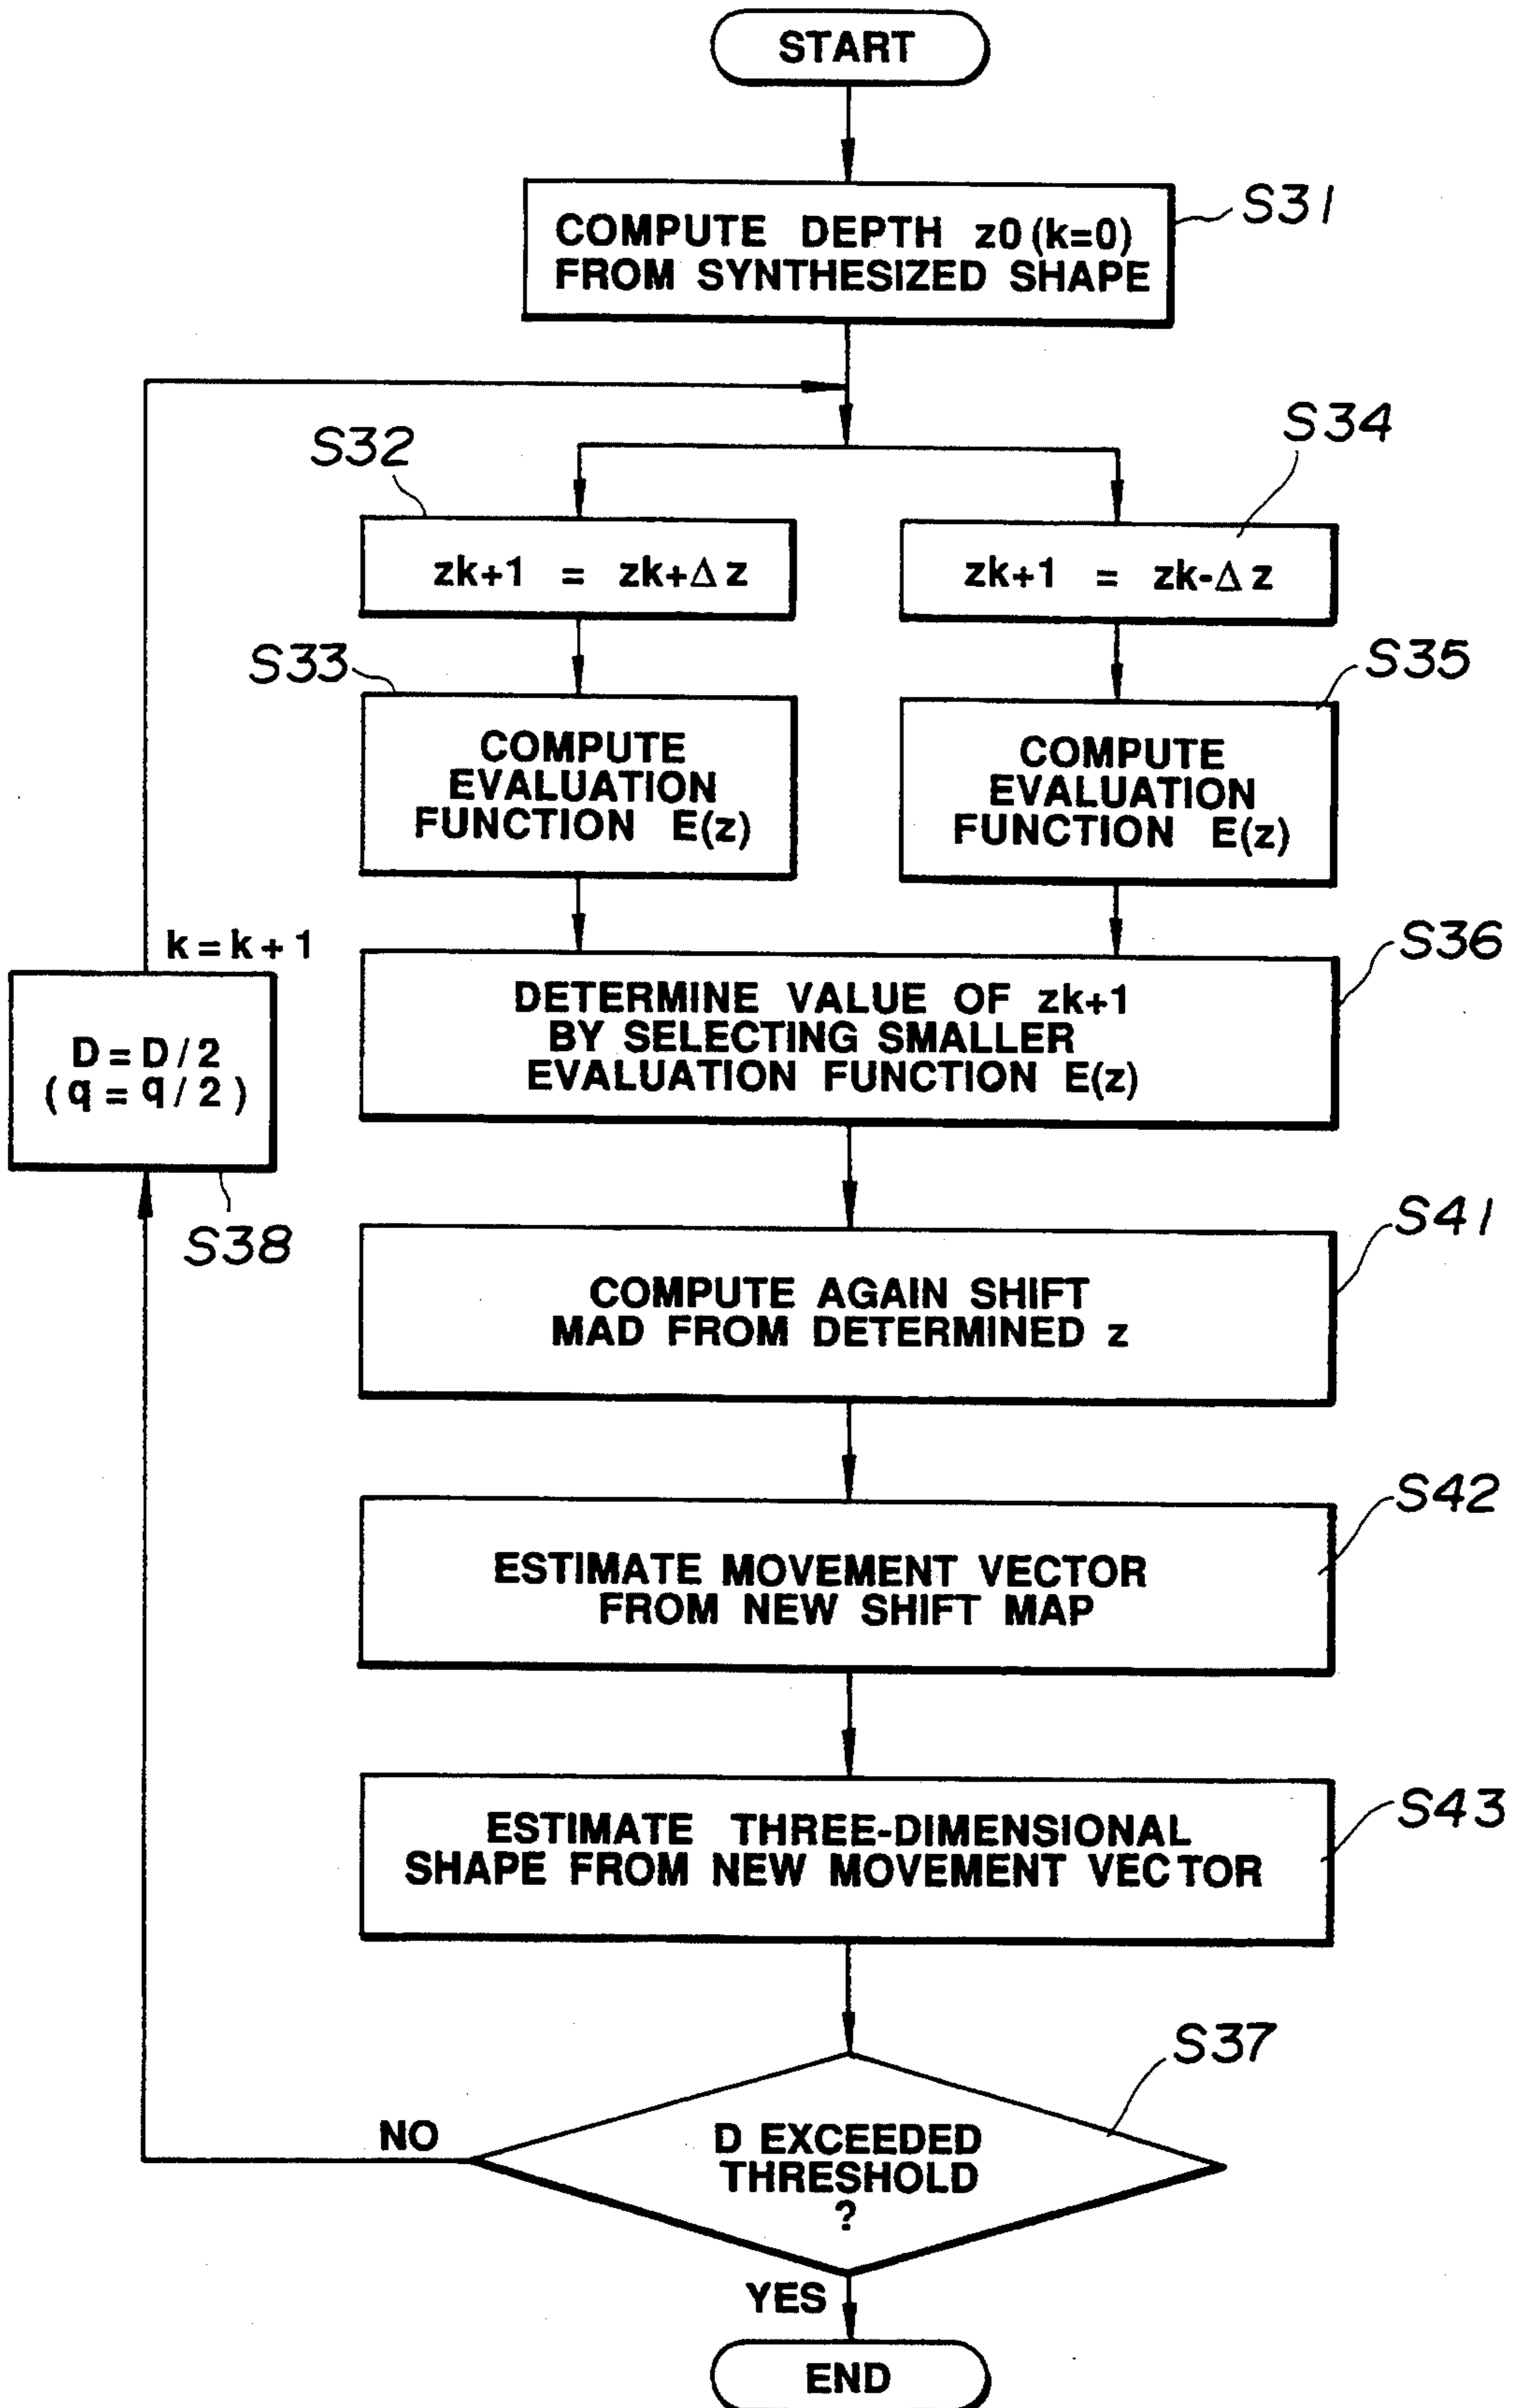 START
COMPUTE DEPTH z0 (k=0)
FROM SYNTHESIZED SHAPE
S31
S32
S34
zk+1 = zk+Δz
zk+1 = zk-Δz
S33
S35
COMPUTE
EVALUATION
FUNCTION E(z)
COMPUTE
EVALUATION
FUNCTION E(z)
k=k+1
S36
DETERMINE VALUE OF zk+1
BY SELECTING SMALLER
EVALUATION FUNCTION E(z)
D=D/2
(q=q/2)
S38
S41
COMPUTE AGAIN SHIFT
MAD FROM DETERMINED z
S42
ESTIMATE MOVEMENT VECTOR
FROM NEW SHIFT MAP
S43
ESTIMATE THREE-DIMENSIONAL
SHAPE FROM NEW MOVEMENT VECTOR
S37
NO
D EXCEEDED
THRESHOLD
?
YES
END